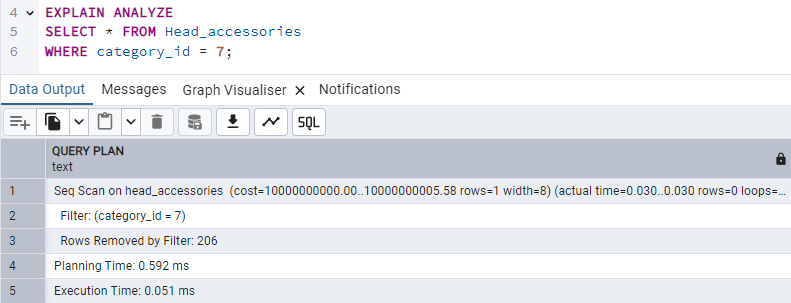 4 EXPLAIN ANALYZE
5 SELECT * FROM Head_accessories
6 WHERE category_id = 7;
Data Output Messages Graph Visualiser × Notifications
SQL
QUERY PLAN
text
1 Seq Scan on head_accessories (cost=10000000000.00..10000000005.58 rows=1 width=8) (actual time=0.030..0.030 rows=0 loops=...
2 Filter: (category_id = 7)
3 Rows Removed by Filter: 206
4 Planning Time: 0.592 ms
5 Execution Time: 0.051 ms